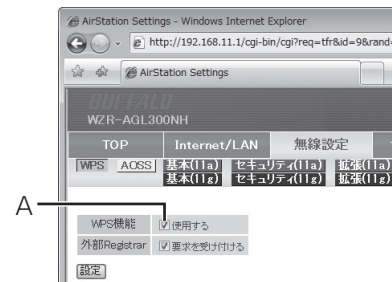 AirStation Settings - Windows Internet Explorer
http://192.168.11.1/cgi-bin/cgi?req=tfr&id=9&rand-
AirStation Settings
BUFFALO
WZR-AGL300NH
TOP Internet/LAN 無線設定
WPS AOSS 基本(11a) セキュリティ(11a) 拡張(11a)
基本(11g) セキュリティ(11g) 拡張(11g)
A
WPS機能 使用する
外部Registrar 要求を受け付ける
設定